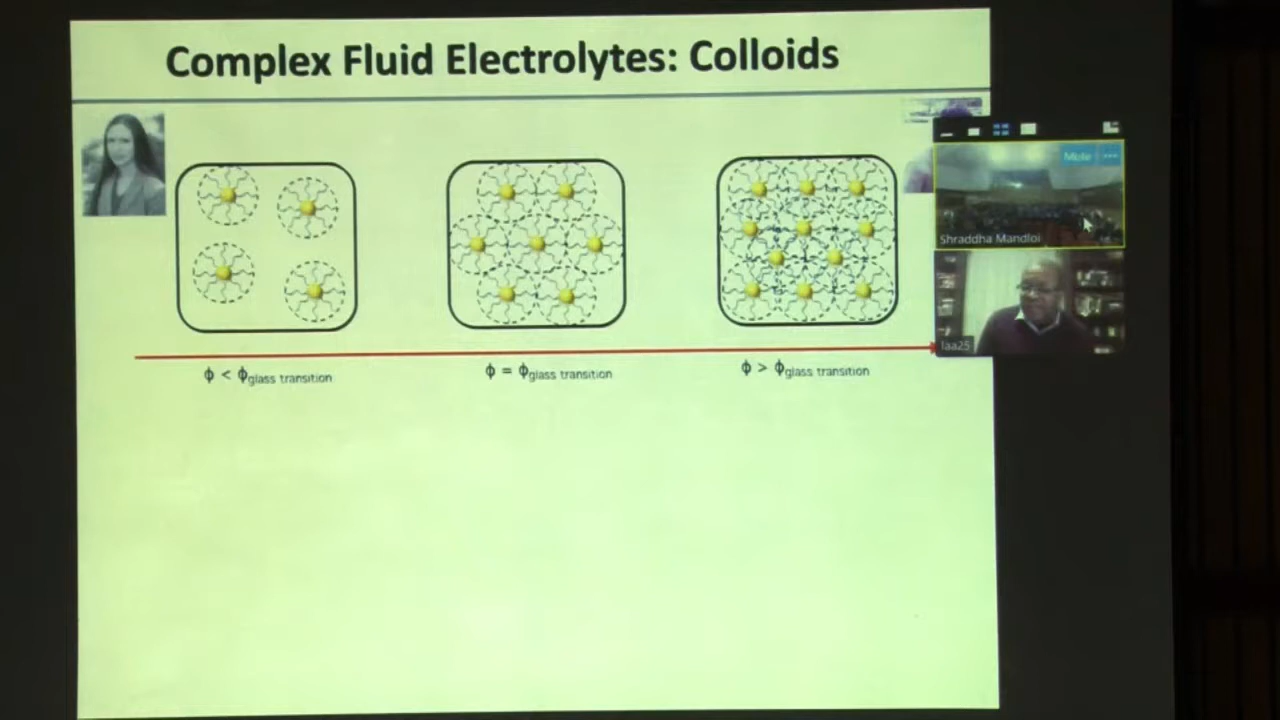 Complex Fluid Electrolytes: Colloids
Mute
Shraddha Mandloi
laa25
ϕ < ϕglass transition
ϕ = ϕglass transition
ϕ > ϕglass transition